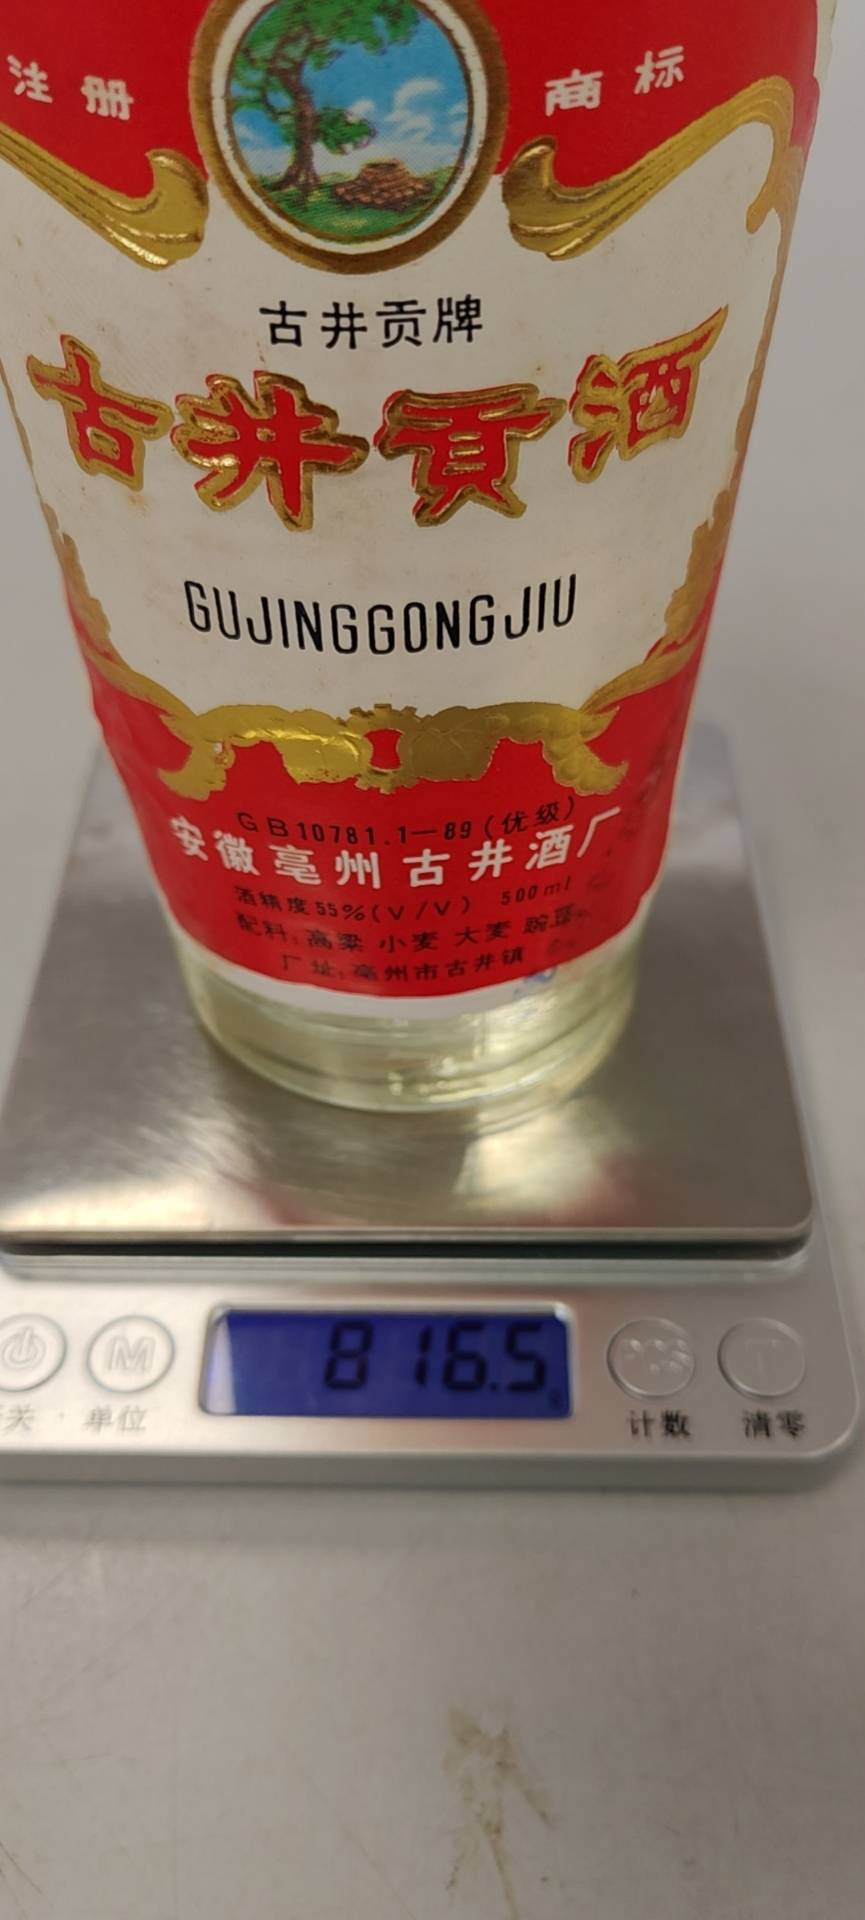 注册 商标
古井贡牌
古井贡酒
GUJINGGONGJIU
GB10781.1—89(优级)
安徽亳州古井酒厂
酒精度55%(V/V) 500ml
配料:高粱 小麦 大麦 豌豆
厂址:亳州市古井镇
M 816.5
关 · 单位 计数 清零